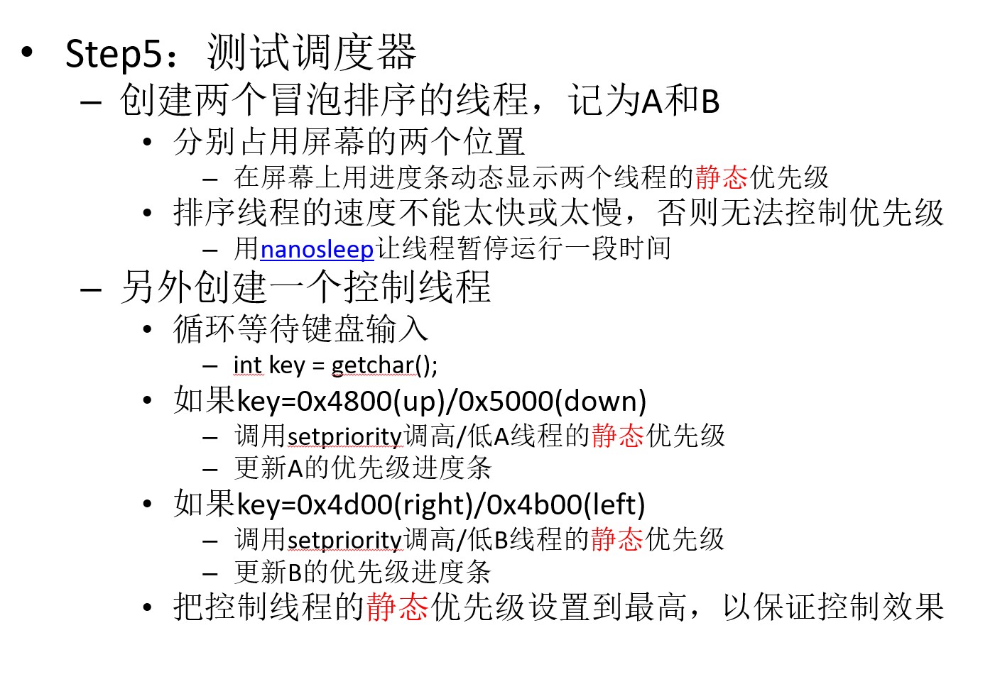 • Step5：测试调度器
– 创建两个冒泡排序的线程，记为A和B
• 分别占用屏幕的两个位置
– 在屏幕上用进度条动态显示两个线程的静态优先级
• 排序线程的速度不能太快或太慢，否则无法控制优先级
– 用nanosleep让线程暂停运行一段时间
– 另外创建一个控制线程
• 循环等待键盘输入
– int key = getchar();
• 如果key=0x4800(up)/0x5000(down)
– 调用setpriority调高/低A线程的静态优先级
– 更新A的优先级进度条
• 如果key=0x4d00(right)/0x4b00(left)
– 调用setpriority调高/低B线程的静态优先级
– 更新B的优先级进度条
• 把控制线程的静态优先级设置到最高，以保证控制效果